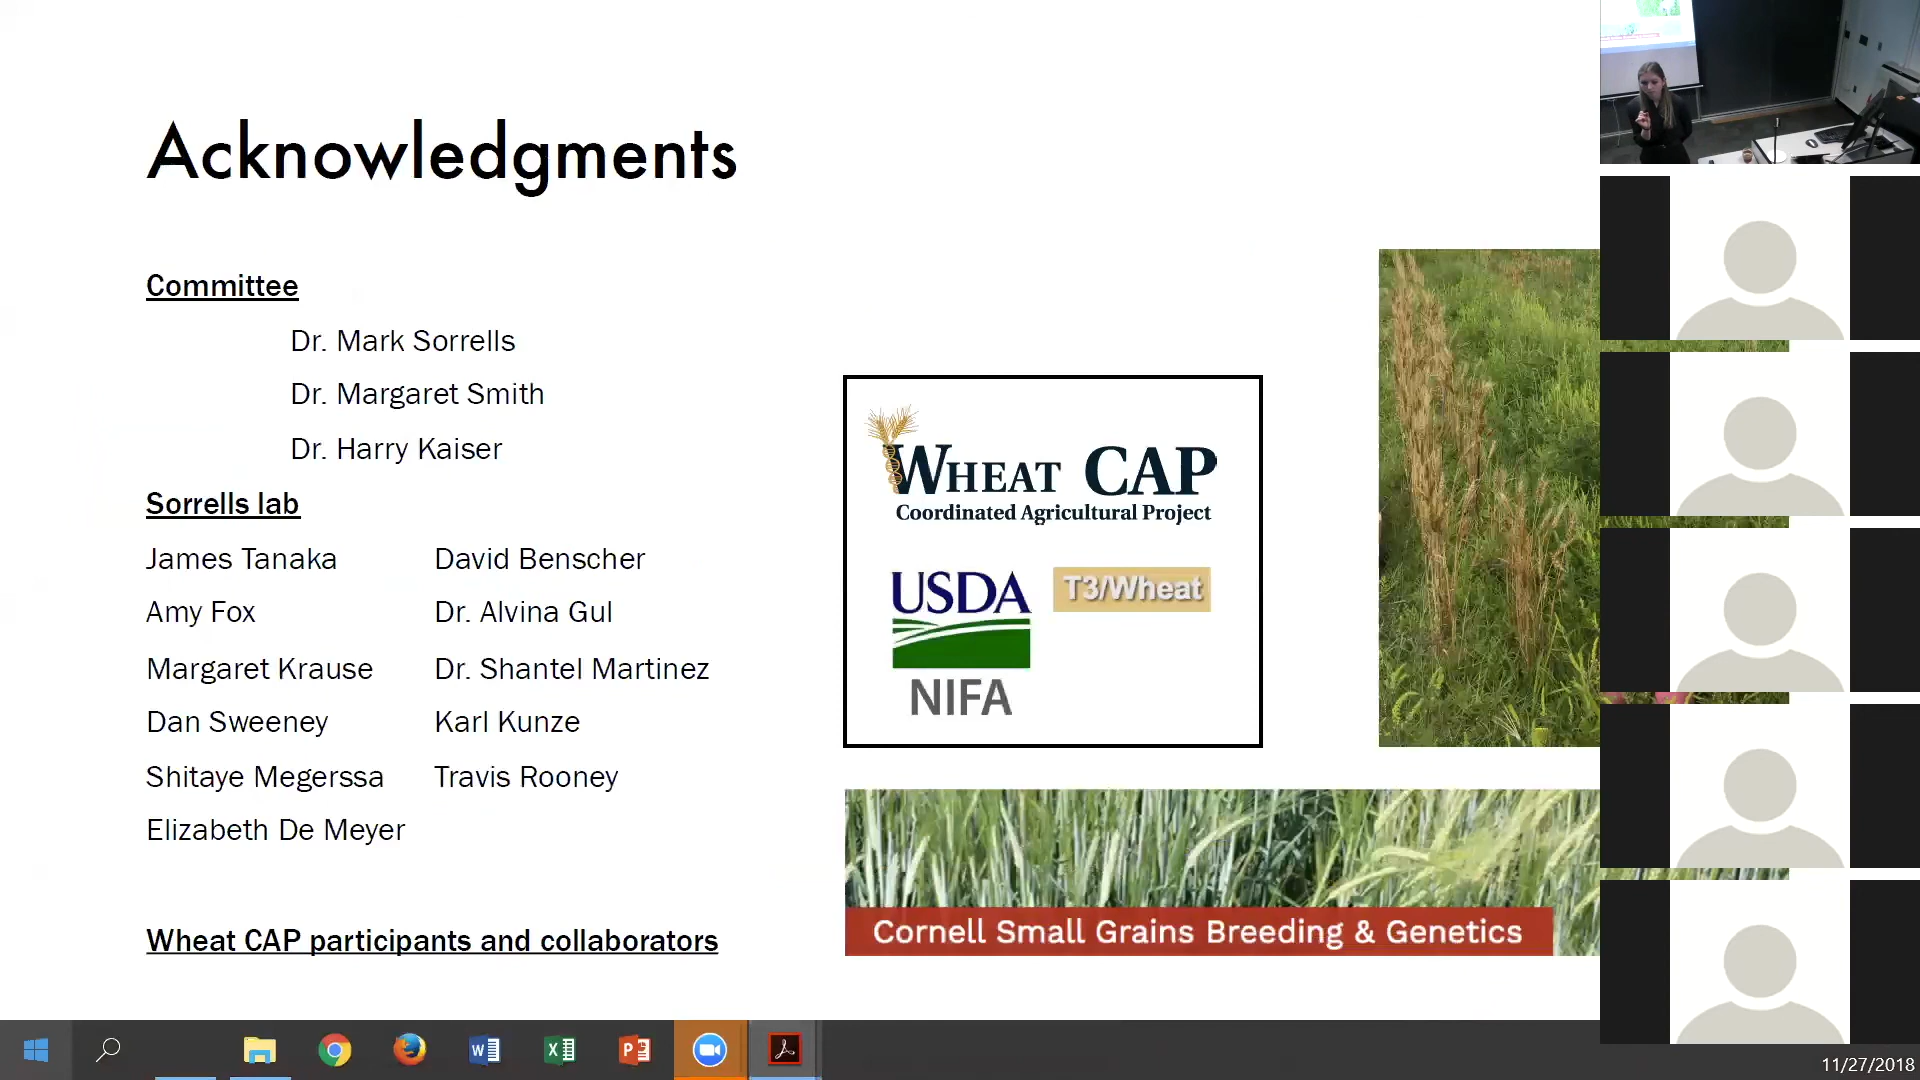 Acknowledgments
Committee
Dr. Mark Sorrells
Dr. Margaret Smith
Dr. Harry Kaiser
Sorrells lab
James Tanaka David Benscher
Amy Fox Dr. Alvina Gul
Margaret Krause Dr. Shantel Martinez
Dan Sweeney Karl Kunze
Shitaye Megerssa Travis Rooney
Elizabeth De Meyer
Wheat CAP participants and collaborators
WHEAT CAP
Coordinated Agricultural Project
USDA T3/Wheat
NIFA
Cornell Small Grains Breeding & Genetics
11/27/2018